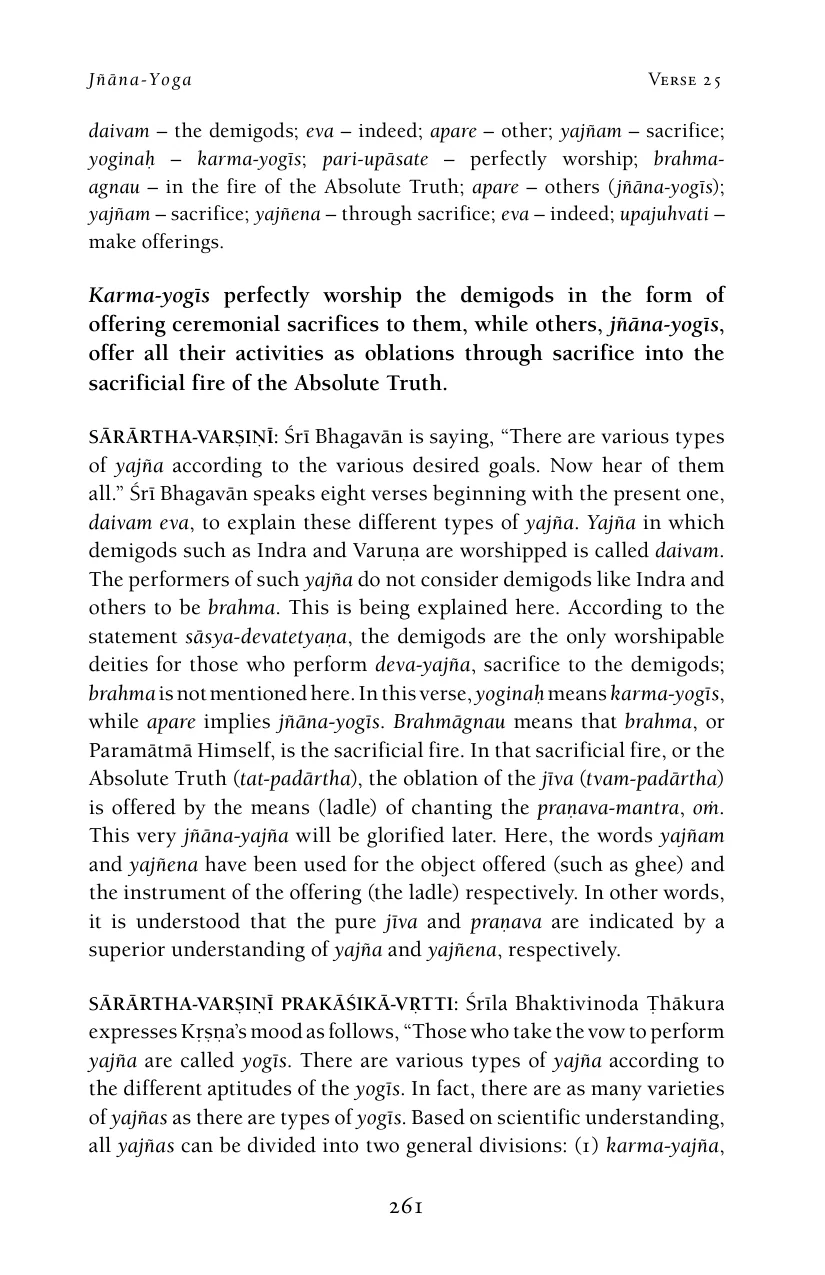 Jñāna-Yoga Verse 25
daivam – the demigods; eva – indeed; apare – other; yajñam – sacrifice;
yoginaḥ – karma-yogīs; pari-upāsate – perfectly worship; brahma-
agnau – in the fire of the Absolute Truth; apare – others (jñāna-yogīs);
yajñam – sacrifice; yajñena – through sacrifice; eva – indeed; upajuhvati –
make offerings.
Karma-yogīs perfectly worship the demigods in the form of
offering ceremonial sacrifices to them, while others, jñāna-yogīs,
offer all their activities as oblations through sacrifice into the
sacrificial fire of the Absolute Truth.
SĀRĀRTHA-VARṢIṆĪ: Śrī Bhagavān is saying, “There are various types
of yajña according to the various desired goals. Now hear of them
all.” Śrī Bhagavān speaks eight verses beginning with the present one,
daivam eva, to explain these different types of yajña. Yajña in which
demigods such as Indra and Varuṇa are worshipped is called daivam.
The performers of such yajña do not consider demigods like Indra and
others to be brahma. This is being explained here. According to the
statement sāsya-devatetyaṇa, the demigods are the only worshipable
deities for those who perform deva-yajña, sacrifice to the demigods;
brahma is not mentioned here. In this verse, yoginaḥ means karma-yogīs,
while apare implies jñāna-yogīs. Brahmāgnau means that brahma, or
Paramātmā Himself, is the sacrificial fire. In that sacrificial fire, or the
Absolute Truth (tat-padārtha), the oblation of the jīva (tvam-padārtha)
is offered by the means (ladle) of chanting the praṇava-mantra, oṁ.
This very jñāna-yajña will be glorified later. Here, the words yajñam
and yajñena have been used for the object offered (such as ghee) and
the instrument of the offering (the ladle) respectively. In other words,
it is understood that the pure jīva and praṇava are indicated by a
superior understanding of yajña and yajñena, respectively.
SĀRĀRTHA-VARṢIṆĪ PRAKĀŚIKĀ-VṚTTI: Śrīla Bhaktivinoda Ṭhākura
expresses Kṛṣṇa’s mood as follows, “Those who take the vow to perform
yajña are called yogīs. There are various types of yajña according to
the different aptitudes of the yogīs. In fact, there are as many varieties
of yajñas as there are types of yogīs. Based on scientific understanding,
all yajñas can be divided into two general divisions: (1) karma-yajña,
261